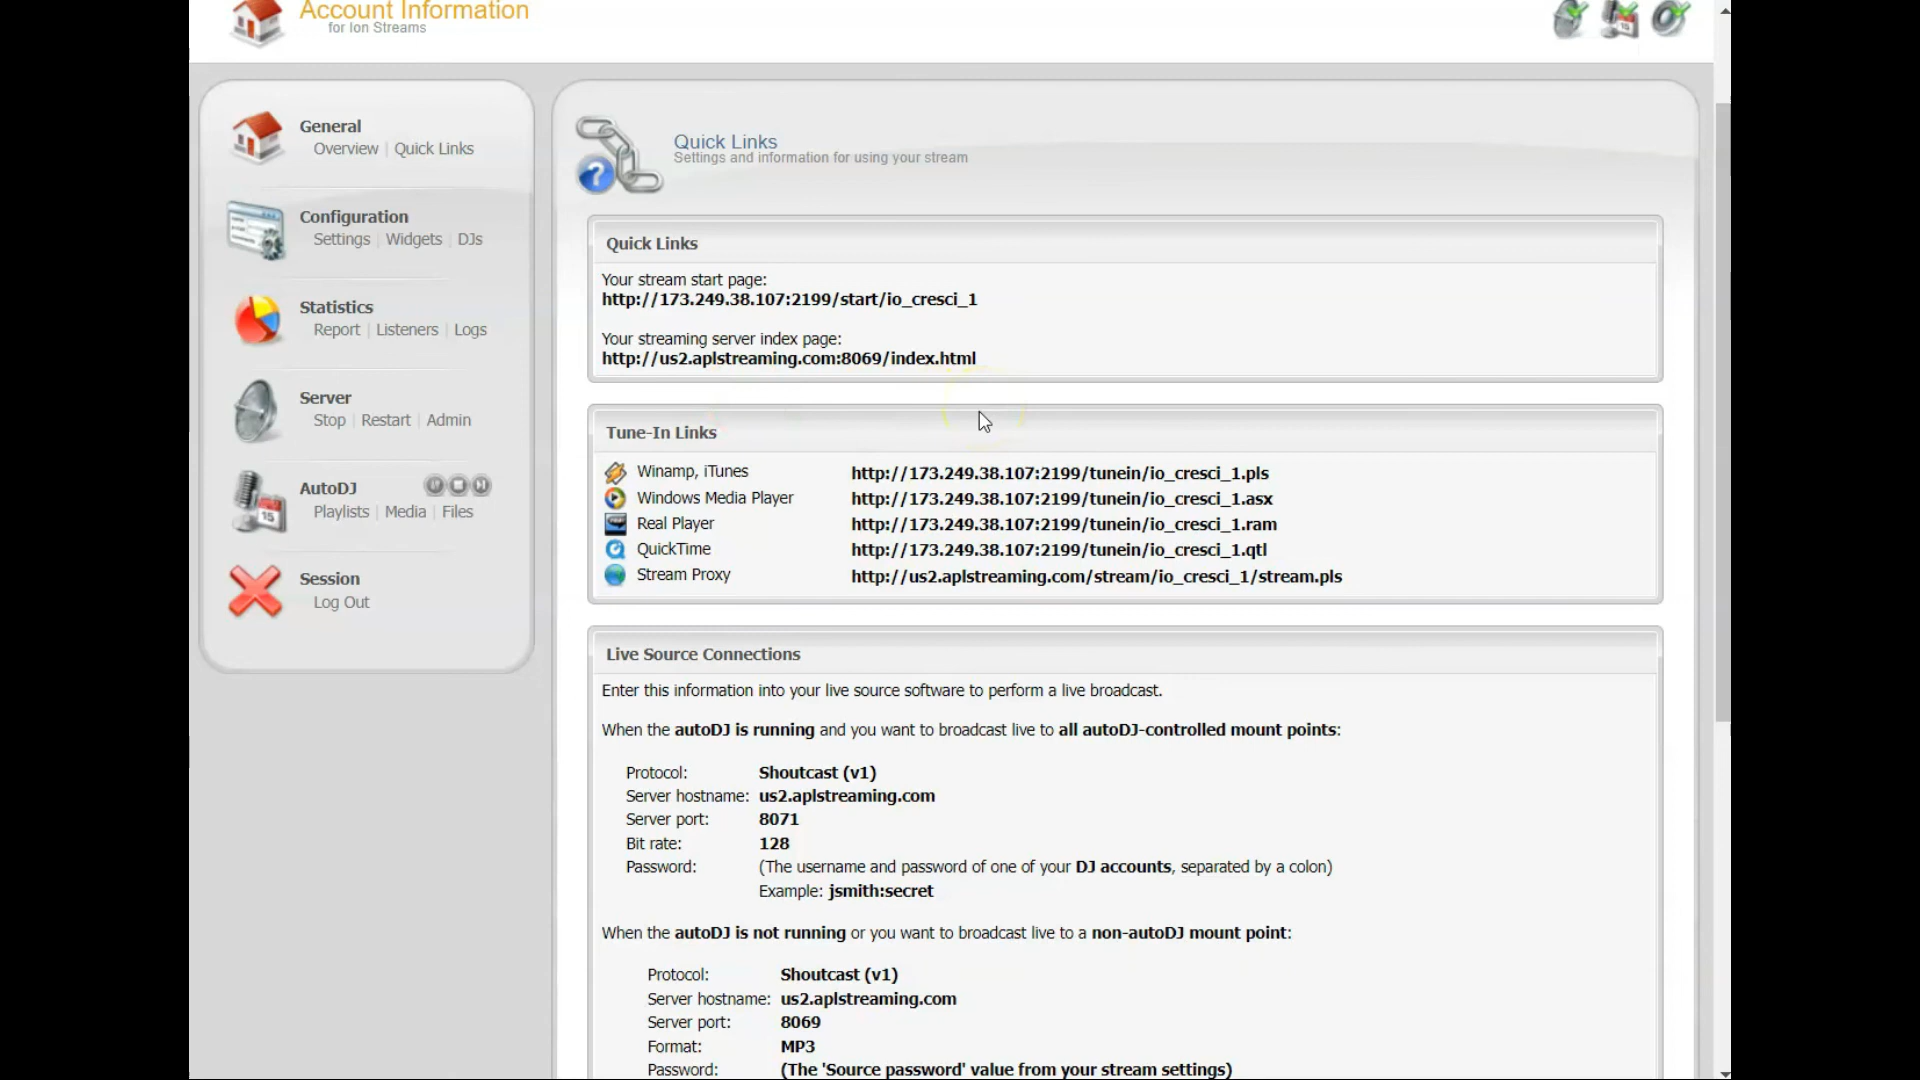 Account Information
for Ion Streams
General
Overview | Quick Links
Configuration
Settings | Widgets | DJs
Statistics
Report | Listeners | Logs
Server
Stop | Restart | Admin
AutoDJ
Playlists | Media | Files
15
Session
Log Out
15
?
Quick Links
Settings and information for using your stream
Quick Links
Your stream start page:
http://173.249.38.107:2199/start/io_cresci_1
Your streaming server index page:
http://us2.aplstreaming.com:8069/index.html
Tune-In Links
Winamp, iTunes http://173.249.38.107:2199/tunein/io_cresci_1.pls
Windows Media Player http://173.249.38.107:2199/tunein/io_cresci_1.asx
Real Player http://173.249.38.107:2199/tunein/io_cresci_1.ram
QuickTime http://173.249.38.107:2199/tunein/io_cresci_1.qtl
Stream Proxy http://us2.aplstreaming.com/stream/io_cresci_1/stream.pls
Live Source Connections
Enter this information into your live source software to perform a live broadcast.
When the autoDJ is running and you want to broadcast live to all autoDJ-controlled mount points:
Protocol: Shoutcast (v1)
Server hostname: us2.aplstreaming.com
Server port: 8071
Bit rate: 128
Password: (The username and password of one of your DJ accounts, separated by a colon)
Example: jsmith:secret
When the autoDJ is not running or you want to broadcast live to a non-autoDJ mount point:
Protocol: Shoutcast (v1)
Server hostname: us2.aplstreaming.com
Server port: 8069
Format: MP3
Password: (The 'Source password' value from your stream settings)